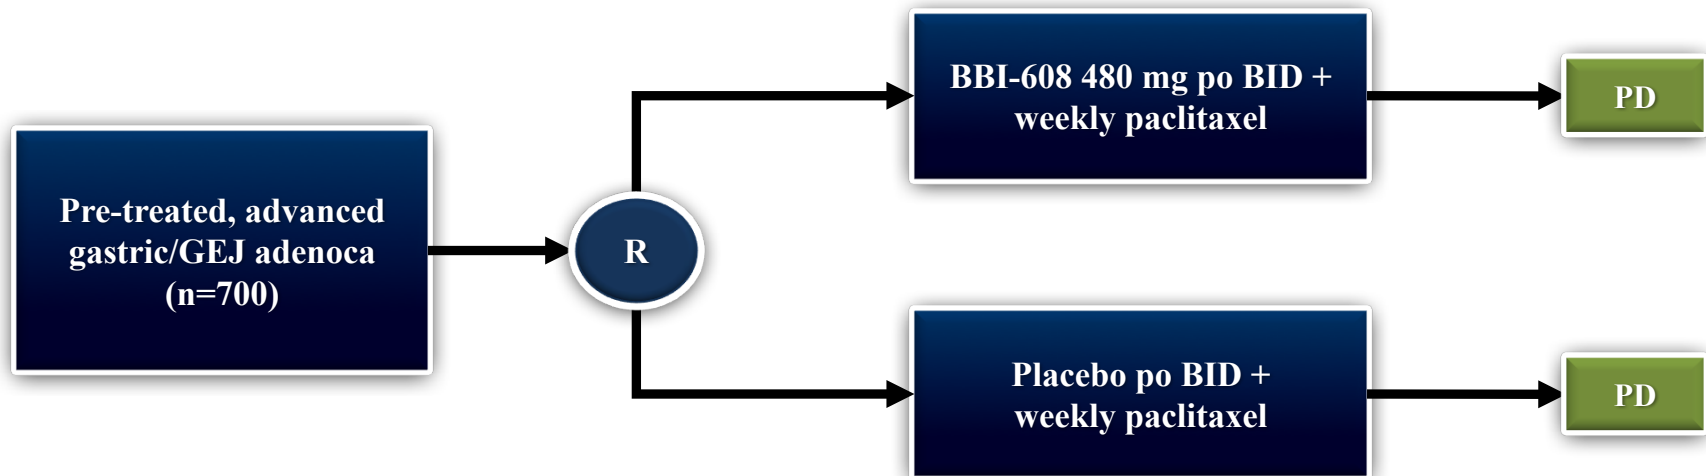 Pre-treated, advanced
gastric/GEJ adenoca
(n=700)
R
BBI-608 480 mg po BID +
weekly paclitaxel
PD
Placebo po BID +
weekly paclitaxel
PD